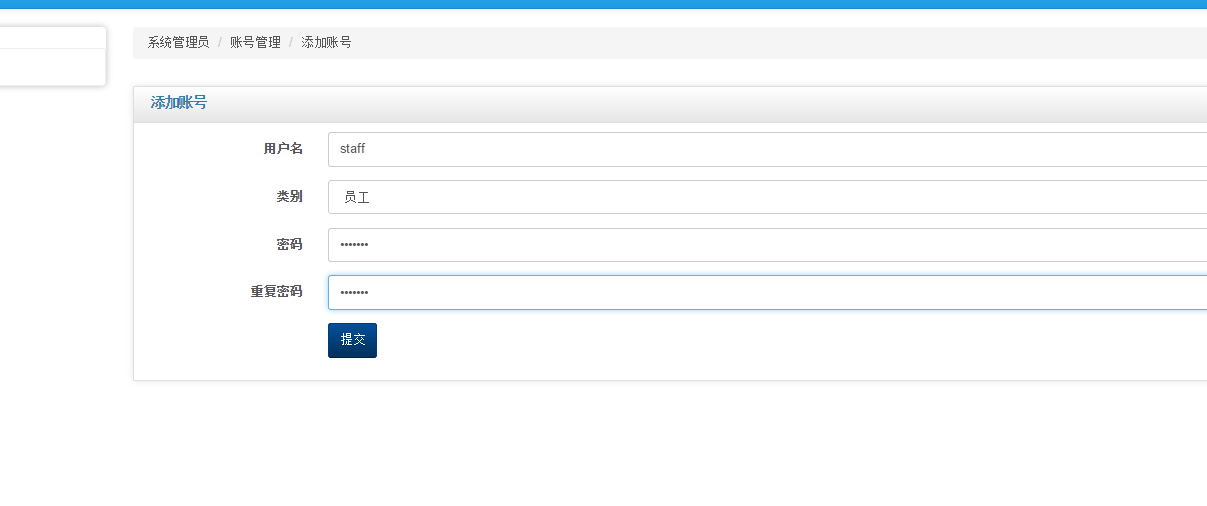 系统管理员 / 账号管理 / 添加账号
添加账号
用户名 staff
类别 员工
密码 •••••••
重复密码 •••••••
提交